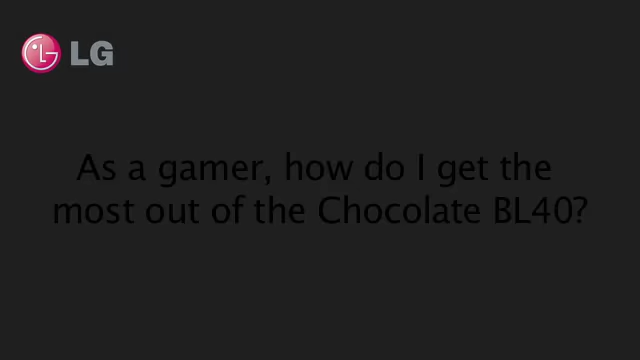 LG
As a gamer, how do I get the
most out of the Chocolate BL40?